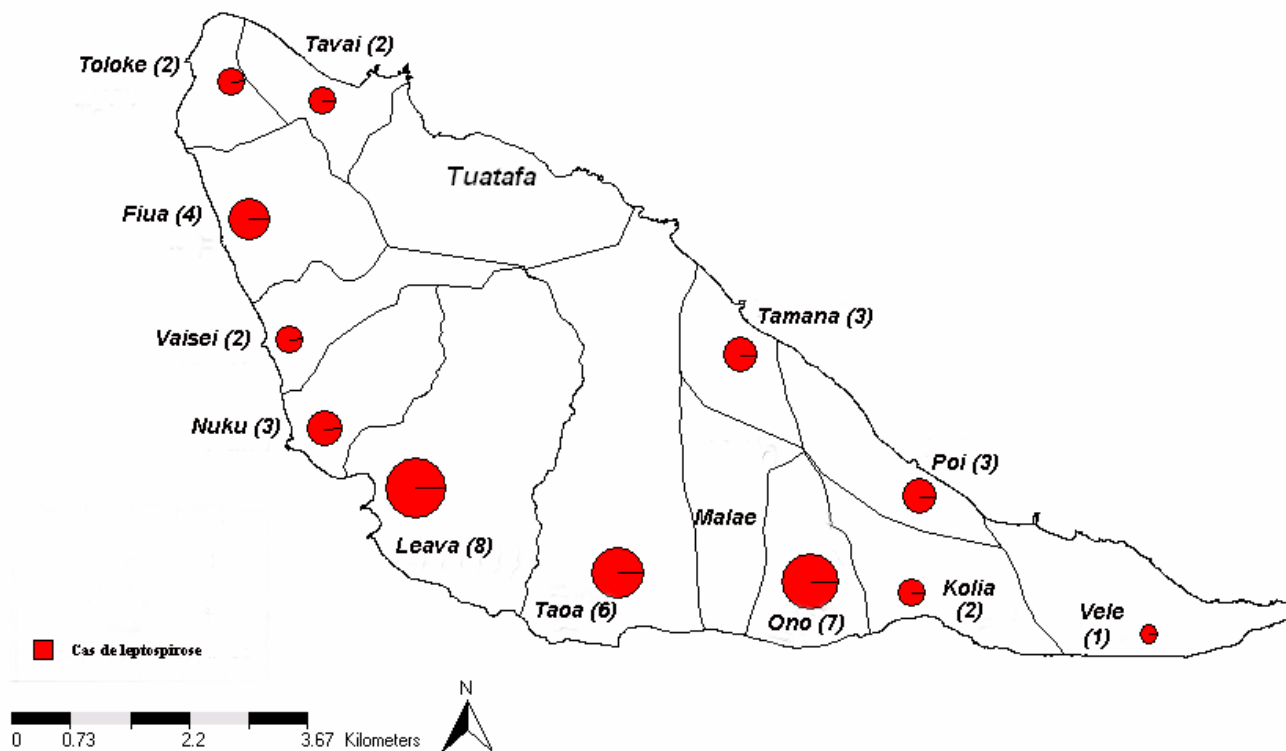 Tavai (2)
Toloke (2)
Tuatafa
Fiua (4)
Tamana (3)
Vaisei (2)
Nuku (3)
Poi (3)
Malae
Leava (8)
Kolia
(2)
Taoa (6)
Ono (7)
Vele
(1)
Cas de leptospirose
N
0 0.73 2.2 3.67 Kilometers